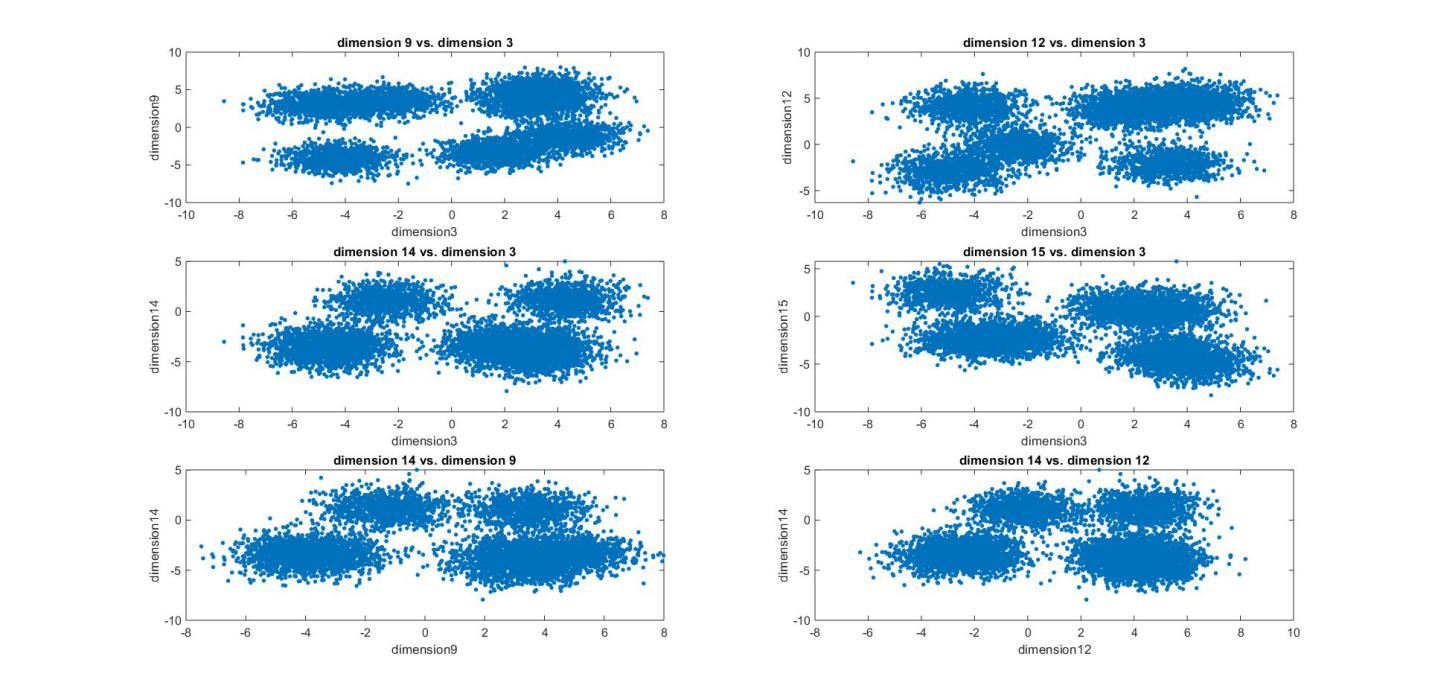 dimension 9 vs. dimension 3
10
5
0
-5
-10
dimension9
-10 -8 -6 -4 -2 0 2 4 6 8
dimension3
dimension 12 vs. dimension 3
10
5
0
-5
dimension12
-10 -8 -6 -4 -2 0 2 4 6 8
dimension3
dimension 14 vs. dimension 3
5
0
-5
-10
dimension14
-10 -8 -6 -4 -2 0 2 4 6 8
dimension3
dimension 15 vs. dimension 3
5
0
-5
-10
dimension15
-10 -8 -6 -4 -2 0 2 4 6 8
dimension3
dimension 14 vs. dimension 9
5
0
-5
-10
dimension14
-8 -6 -4 -2 0 2 4 6 8
dimension9
dimension 14 vs. dimension 12
5
0
-5
-10
dimension14
-8 -6 -4 -2 0 2 4 6 8 10
dimension12